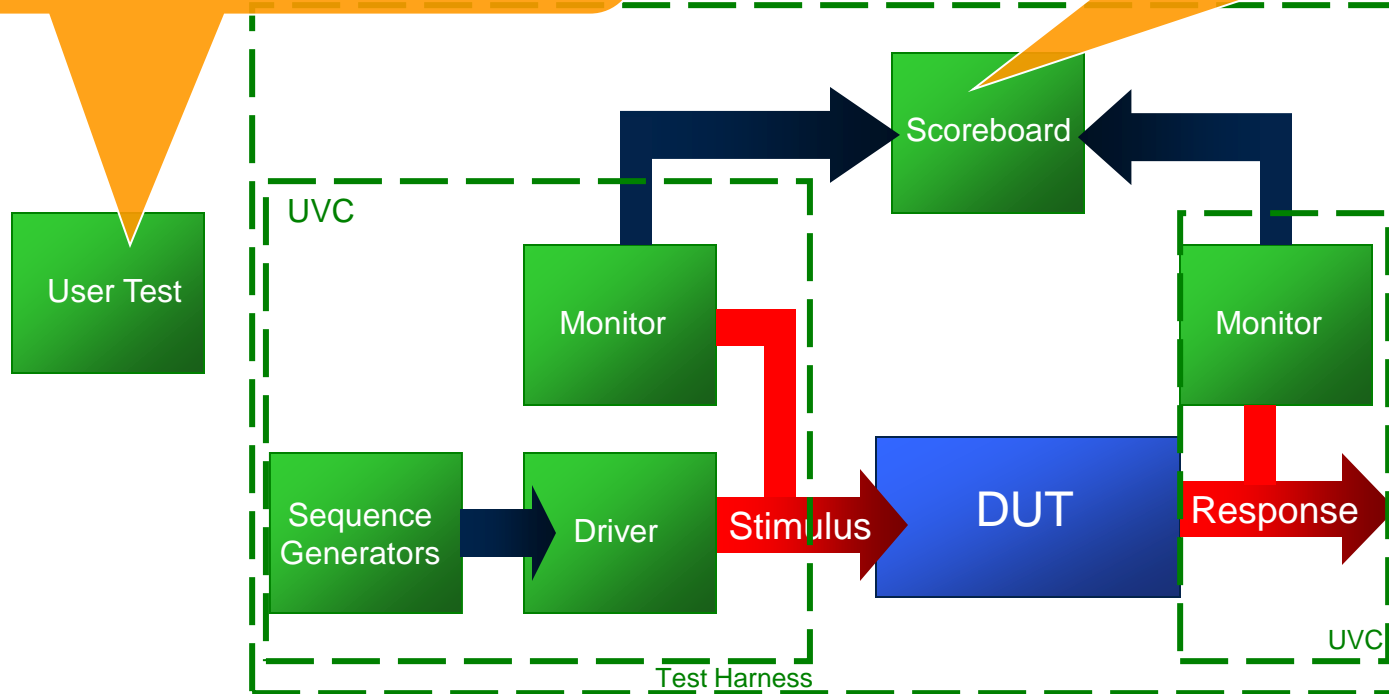 Scoreboard
UVC
User Test
Monitor
Monitor
Sequence
Generators
Driver
Stimulus
DUT
Response
UVC
Test Harness